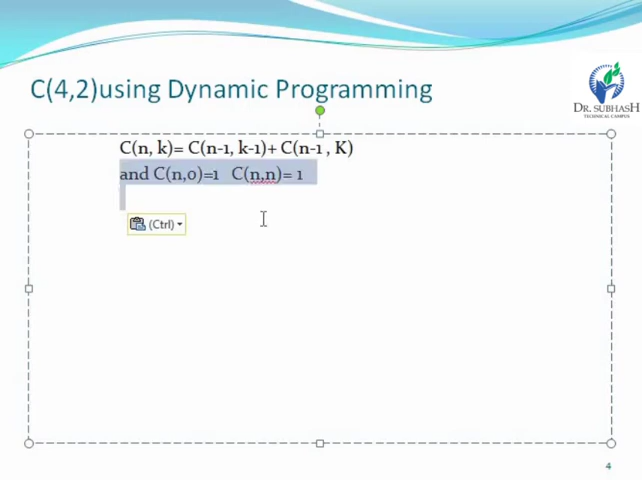 C(4,2)using Dynamic Programming
DR. SUBHASH
TECHNICAL CAMPUS
C(n, k)= C(n-1, k-1)+ C(n-1 , K)
and C(n,0)=1 C(n,n)= 1
(Ctrl)
4